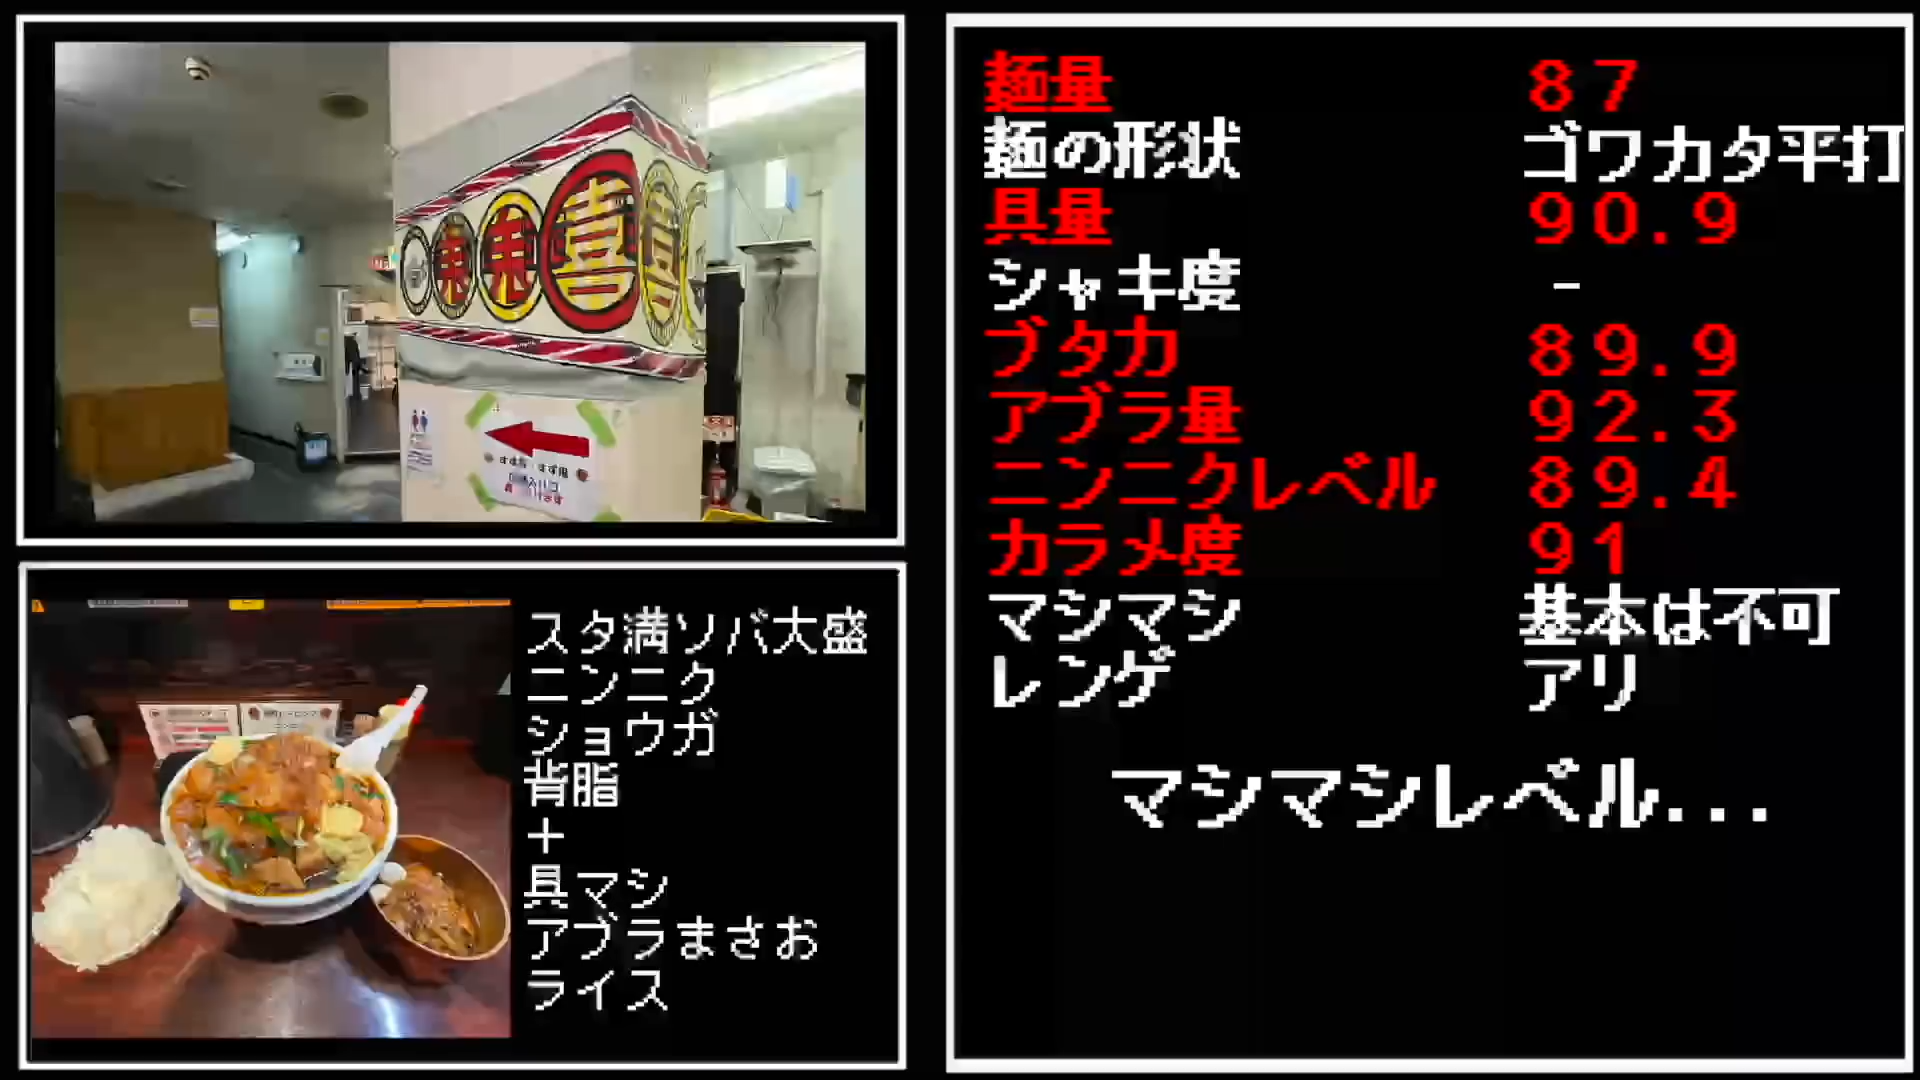 鬼
鬼
喜
喜
スタ満ソバ大盛
ニンニク
ショウガ
背脂
＋
具マシ
アブラまさお
ライス
麺量 87
麺の形状 ゴワカタ平打
具量 90.9
シャキ度 -
ブタ力 89.9
アブラ量 92.3
ニンニクレベル 89.4
カラメ度 91
マシマシ 基本は不可
レンゲ アリ
マシマシレベル...